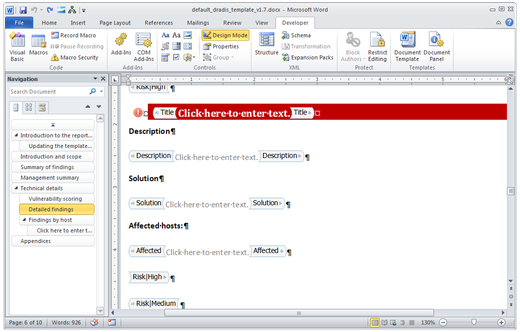 default_dradis_template_v1.7.docx - Microsoft Word
File Home Insert Page Layout References Mailings Review View Developer
Visual Basic Macros Record Macro Pause Recording Macro Security Code
Add-Ins COM Add-Ins Add-Ins
Aa Aa Design Mode Properties Group Controls
Structure Schema Transformation Expansion Packs XML
Block Authors Restrict Editing Protect
Document Template Document Panel Templates
Navigation
Search Document
Introduction to the report...
Updating the template...
Introduction and scope
Summary of findings
Management summary
Technical details
Vulnerability scoring
Detailed findings
Findings by host
Click here to enter t...
Appendices
Risk|High
Title Click·here·to·enter·text. Title
Description¶
Description Click·here·to·enter·text. Description ¶
Solution¶
Solution Click·here·to·enter·text. Solution ¶
Affected·hosts:¶
Affected Click·here·to·enter·text. Affected ¶
Risk|High ¶
Risk|Medium ¶
Page: 6 of 10 Words: 926 130%